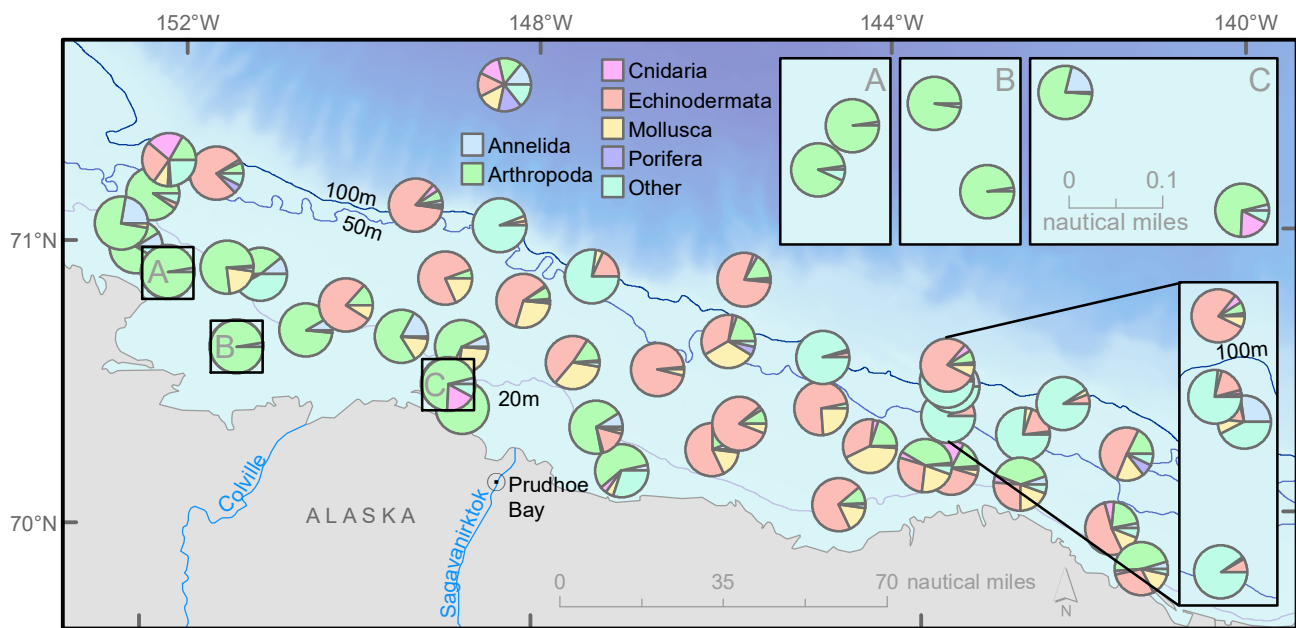 152°W 148°W 144°W 140°W
Cnidaria
Echinodermata
Mollusca
Porifera
Other
Annelida
Arthropoda
A
B
C
0 0.1
nautical miles
100m
50m
71°N
A
B
C
20m
100m
Colville
Sagavanirktok
Prudhoe
Bay
ALASKA
70°N
0 35 70 nautical miles
N